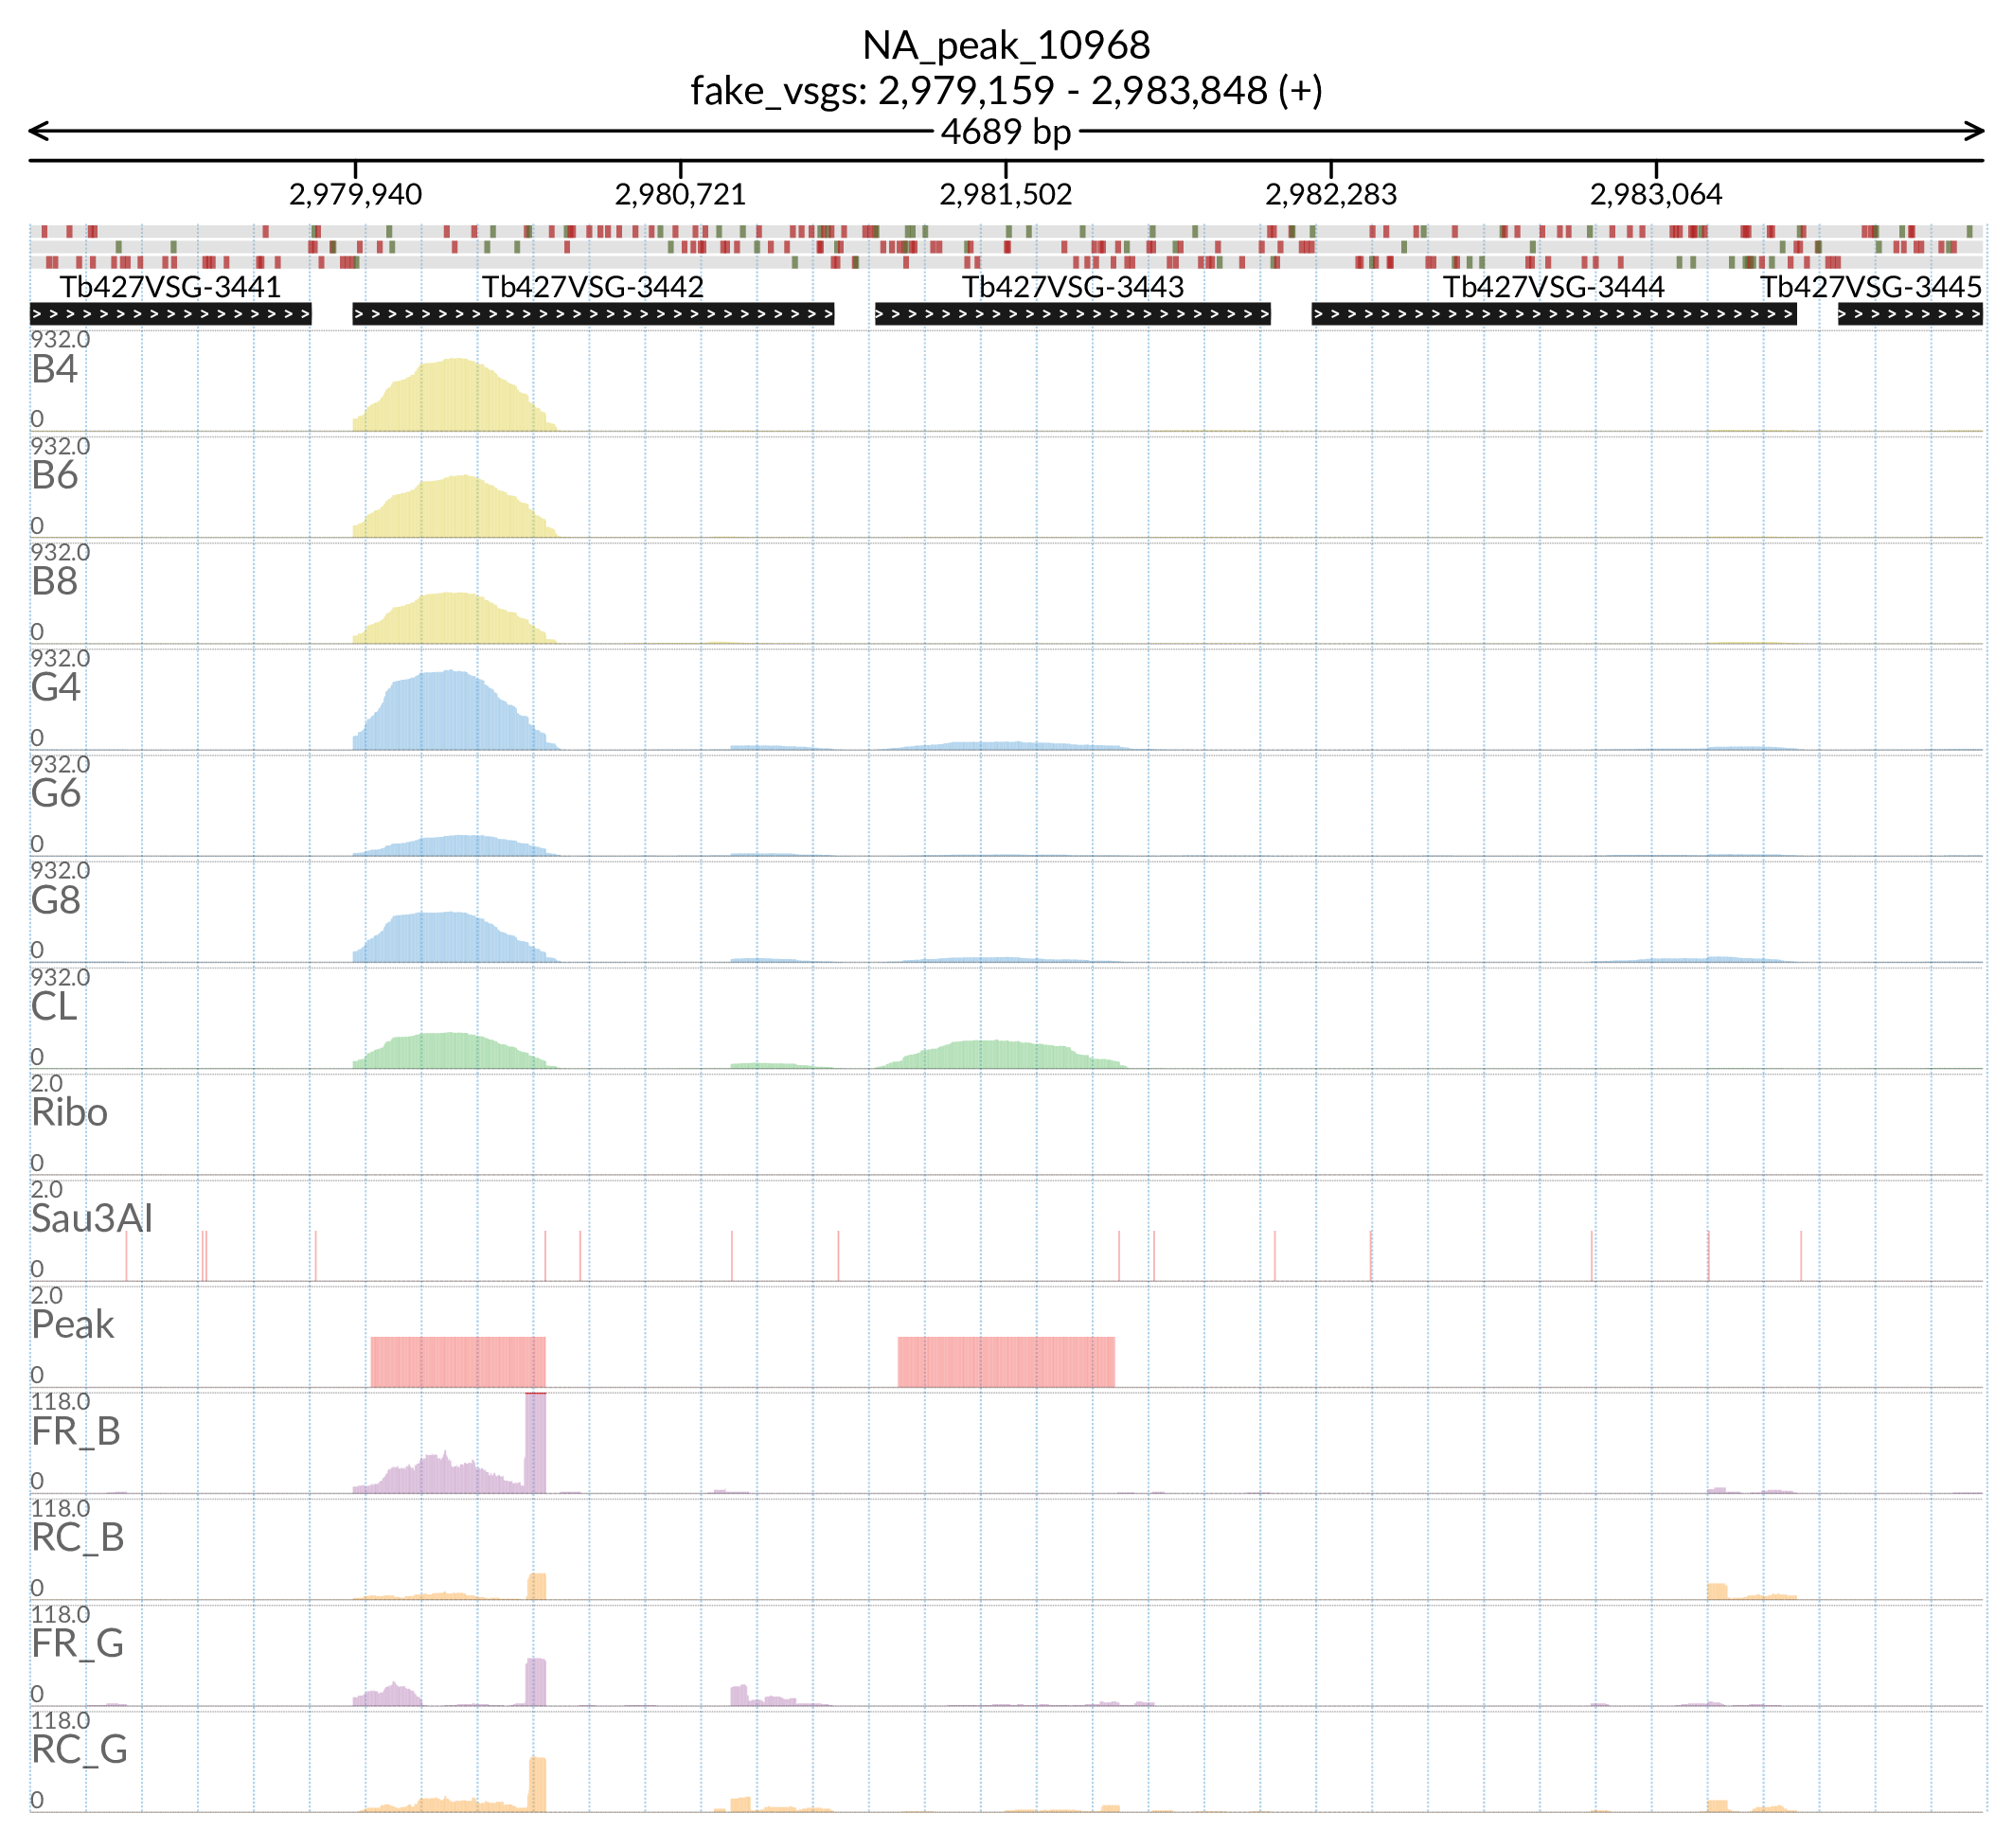 NA_peak_10968
fake_vsgs: 2,979,159 - 2,983,848 (+)
4689 bp
2,979,940 2,980,721 2,981,502 2,982,283 2,983,064
Tb427VSG-3441 Tb427VSG-3442 Tb427VSG-3443 Tb427VSG-3444 Tb427VSG-3445
932.0
B4
0
932.0
B6
0
932.0
B8
0
932.0
G4
0
932.0
G6
0
932.0
G8
0
932.0
CL
0
2.0
Ribo
0
2.0
Sau3AI
0
2.0
Peak
0
118.0
FR_B
0
118.0
RC_B
0
118.0
FR_G
0
118.0
RC_G
0